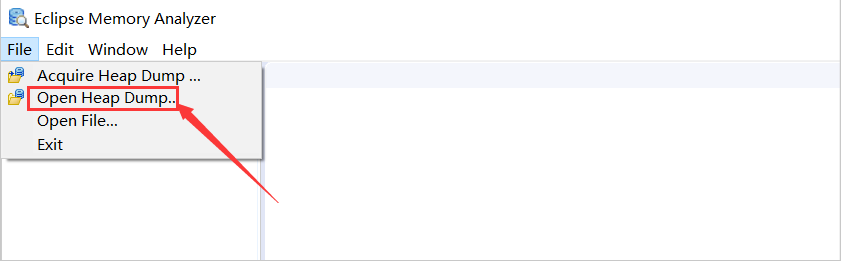 Eclipse Memory Analyzer
File Edit Window Help
Acquire Heap Dump ...
Open Heap Dump..
Open File...
Exit